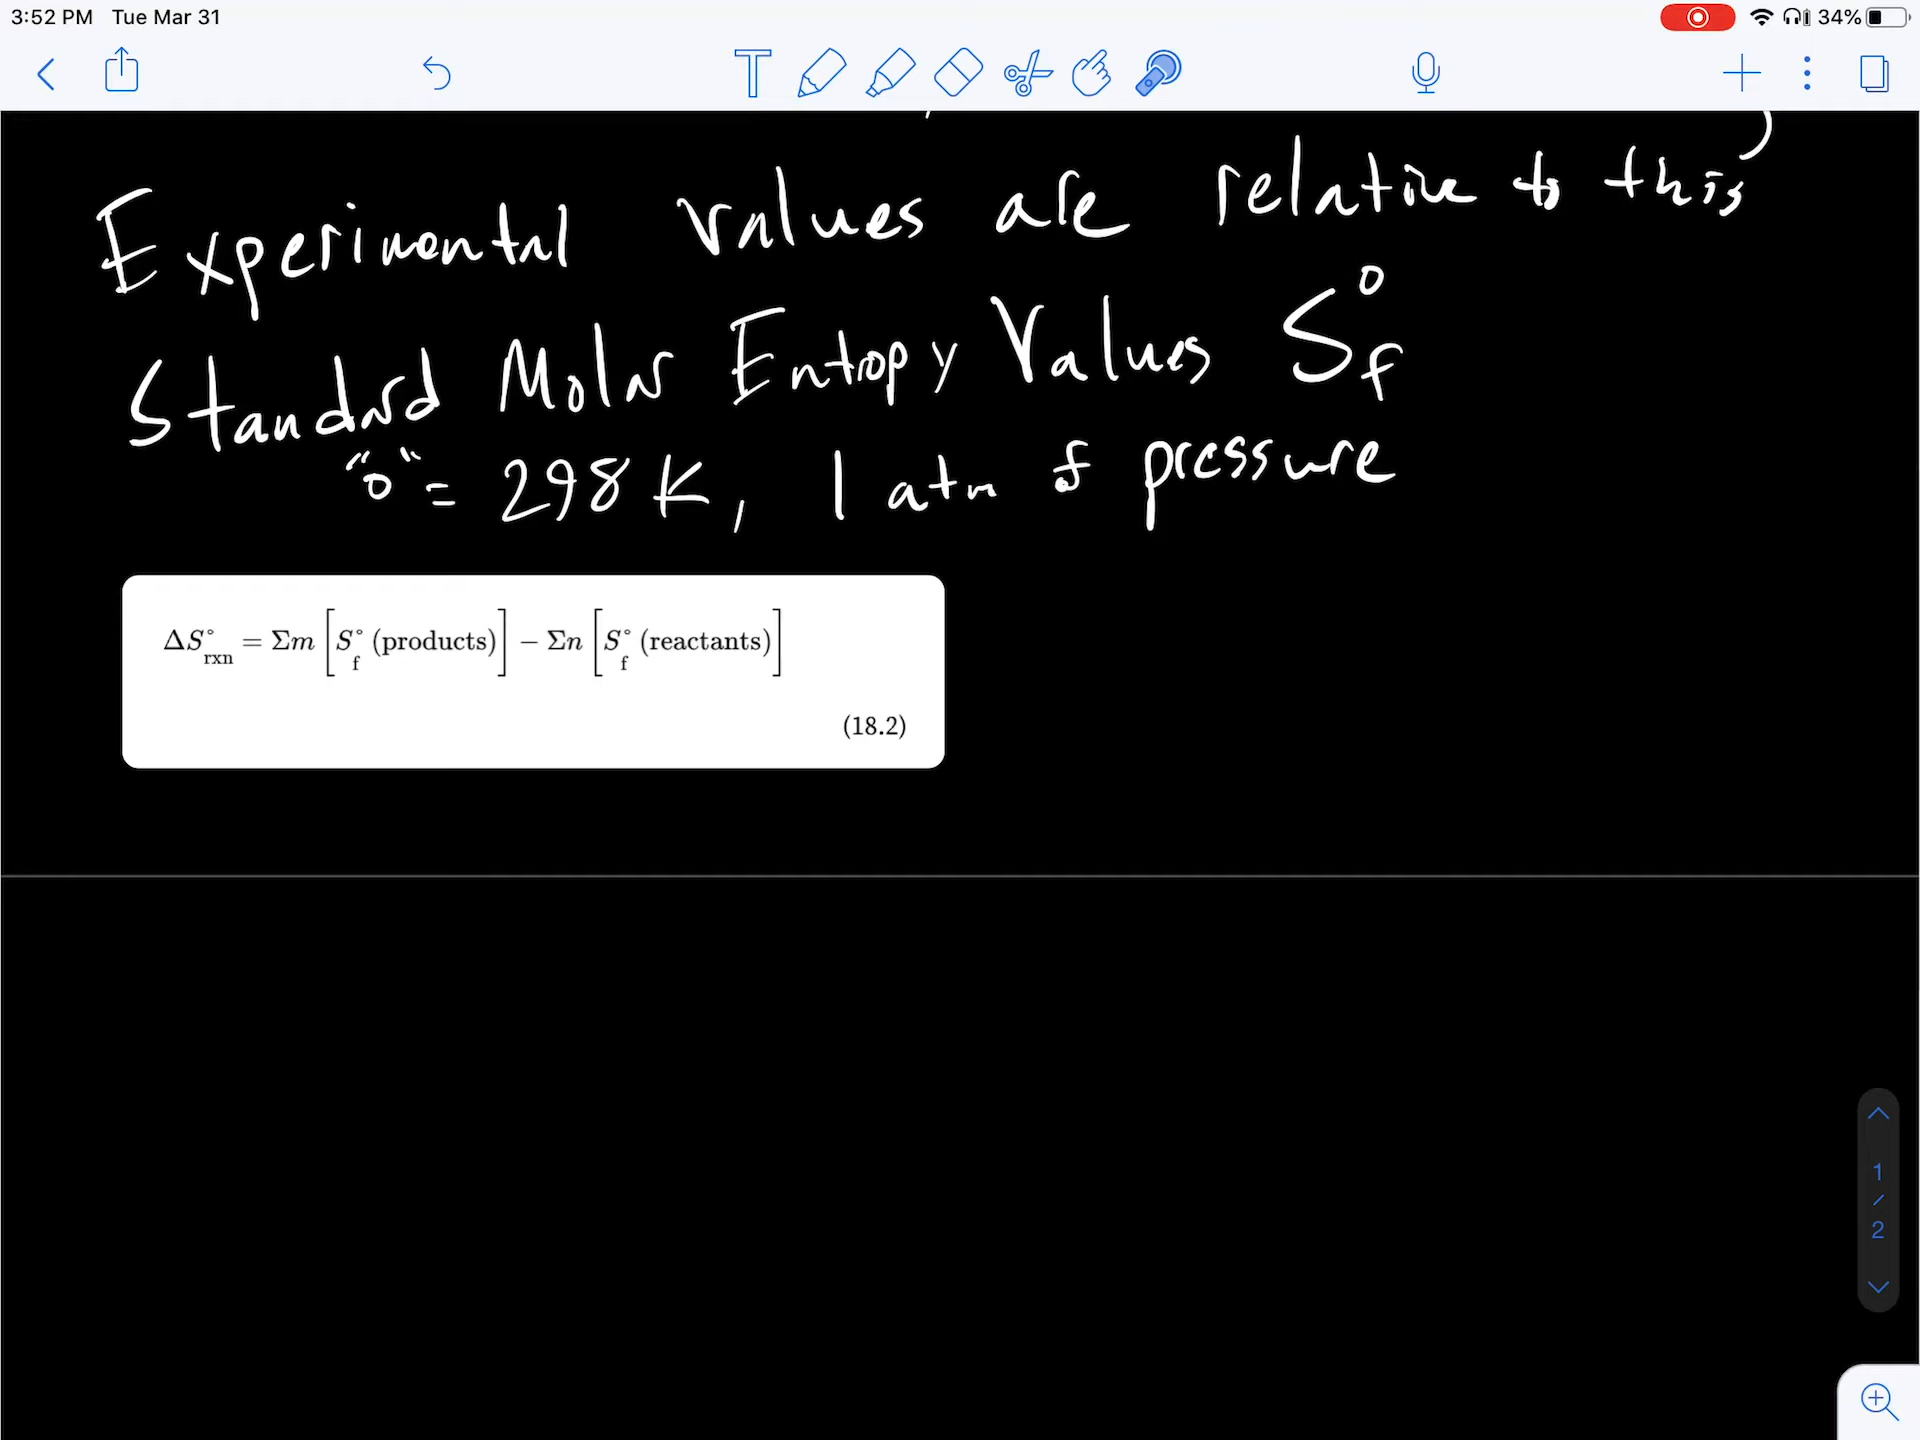 3:52 PM Tue Mar 31 34%
Experimental values are relative to this
Standard Molar Entropy Values S°f
"o" = 298 K, 1 atm of pressure
ΔS°rxn = Σm [S°f (products)] − Σn [S°f (reactants)]
(18.2)
1
/
2